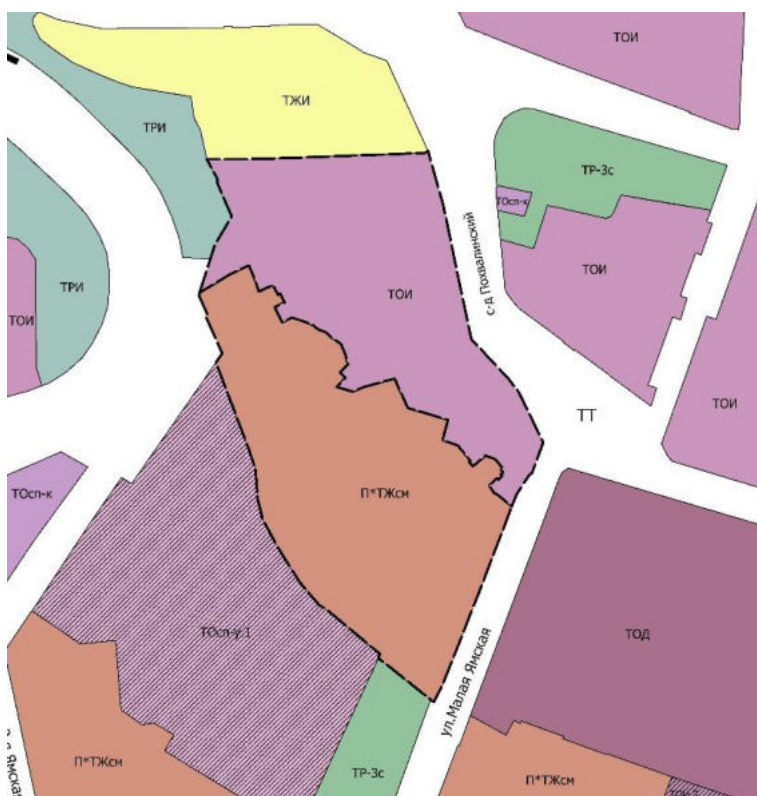 ТОИ
ТЖИ
ТРИ
ТР-3с
ТОсп-к
с-д Похвалинский
ТОИ
ТОИ
ТРИ
ТОИ
ТОИ
ТТ
ТОсп-к
П*ТЖсм
ТОсп-у.1
ТОД
ул.Малая Ямская
П*ТЖсм
ТР-3с
П*ТЖсм
Ямская